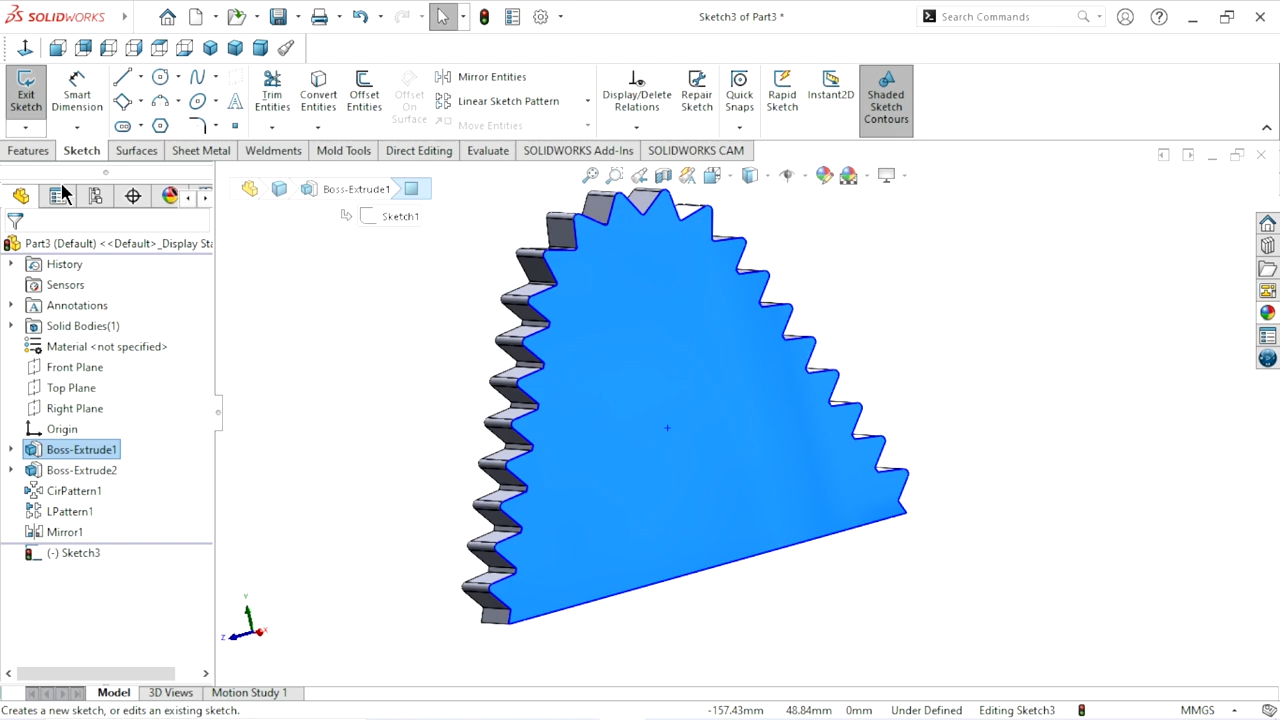 SOLIDWORKS
Sketch3 of Part3 *
Search Commands
Exit Sketch
Smart Dimension
Trim Entities
Convert Entities
Offset Entities
Offset On Surface
Mirror Entities
Linear Sketch Pattern
Move Entities
Display/Delete Relations
Repair Sketch
Quick Snaps
Rapid Sketch
Instant2D
Shaded Sketch Contours
Features Sketch Surfaces Sheet Metal Weldments Mold Tools Direct Editing Evaluate SOLIDWORKS Add-Ins SOLIDWORKS CAM
Boss-Extrude1
Sketch1
Part3 (Default) <<Default>_Display Sta
History
Sensors
Annotations
Solid Bodies(1)
Material <not specified>
Front Plane
Top Plane
Right Plane
Origin
Boss-Extrude1
Boss-Extrude2
CirPattern1
LPattern1
Mirror1
(-) Sketch3
Y
Z
X
Model 3D Views Motion Study 1
Creates a new sketch, or edits an existing sketch.
-157.43mm 48.84mm 0mm Under Defined Editing Sketch3 MMGS